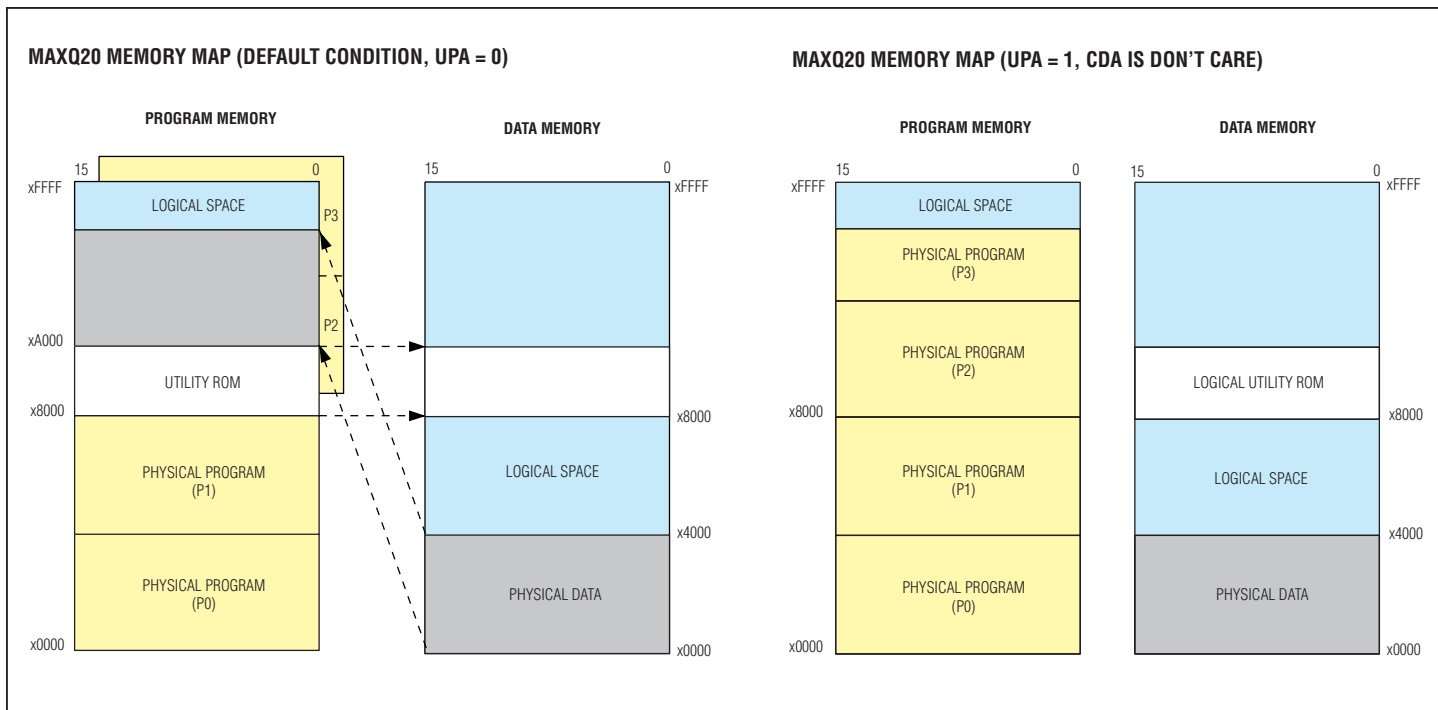 MAXQ20 MEMORY MAP (DEFAULT CONDITION, UPA = 0)
PROGRAM MEMORY
DATA MEMORY
15
0
15
0
xFFFF
xFFFF
LOGICAL SPACE
P3
P2
xA000
UTILITY ROM
x8000
x8000
PHYSICAL PROGRAM
(P1)
LOGICAL SPACE
x4000
PHYSICAL PROGRAM
(P0)
PHYSICAL DATA
x0000
x0000
MAXQ20 MEMORY MAP (UPA = 1, CDA IS DON'T CARE)
PROGRAM MEMORY
DATA MEMORY
15
0
15
0
xFFFF
xFFFF
LOGICAL SPACE
PHYSICAL PROGRAM
(P3)
PHYSICAL PROGRAM
(P2)
LOGICAL UTILITY ROM
x8000
x8000
PHYSICAL PROGRAM
(P1)
LOGICAL SPACE
x4000
PHYSICAL PROGRAM
(P0)
PHYSICAL DATA
x0000
x0000